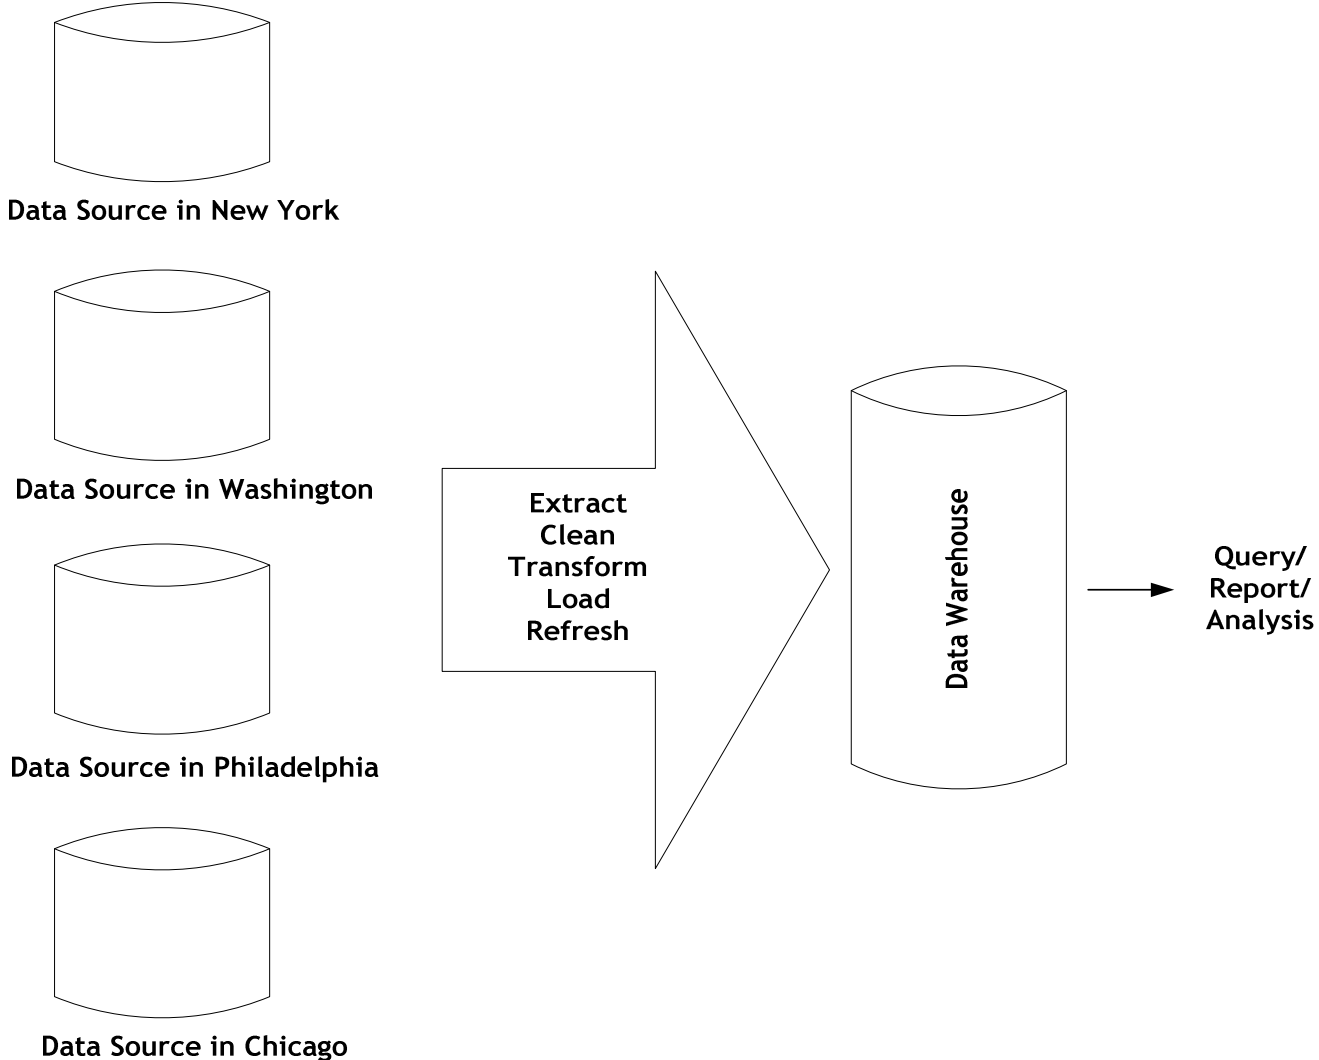 Data Source in New York
Data Source in Washington
Data Source in Philadelphia
Data Source in Chicago
Extract
Clean
Transform
Load
Refresh
Data Warehouse
Query/
Report/
Analysis